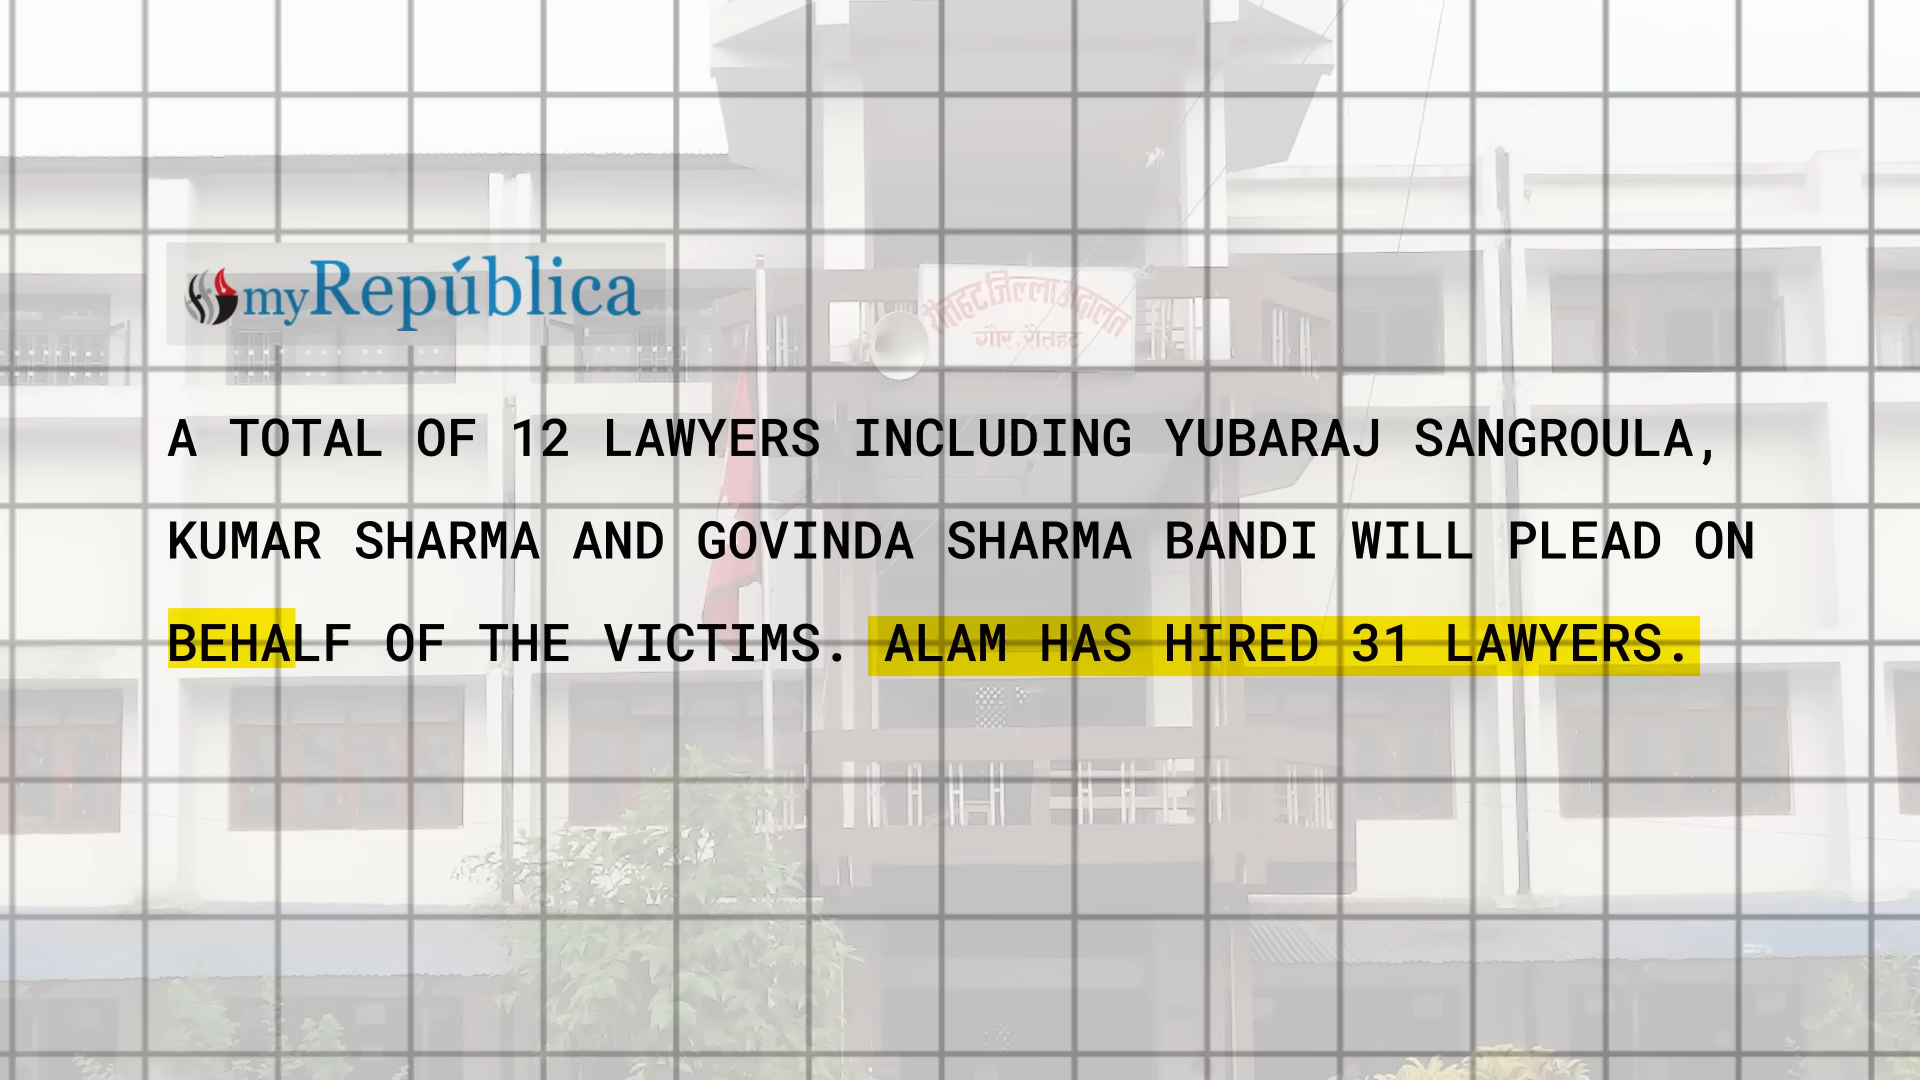 myRepública
A TOTAL OF 12 LAWYERS INCLUDING YUBARAJ SANGROULA,
KUMAR SHARMA AND GOVINDA SHARMA BANDI WILL PLEAD ON
BEHALF OF THE VICTIMS. ALAM HAS HIRED 31 LAWYERS.